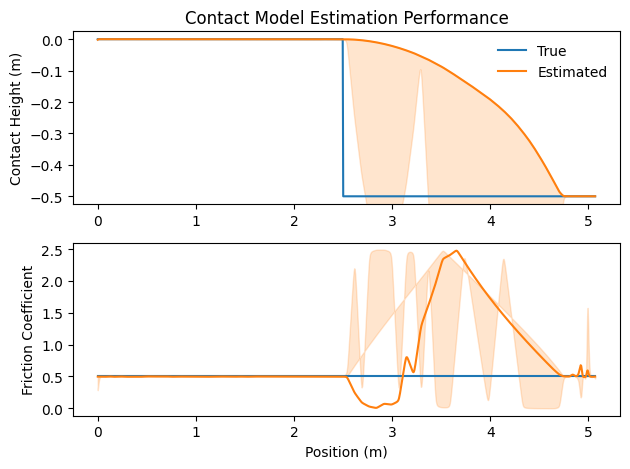 Contact Model Estimation Performance
Contact Height (m)
0.0
−0.1
−0.2
−0.3
−0.4
−0.5
True
Estimated
0 1 2 3 4 5
Friction Coefficient
2.5
2.0
1.5
1.0
0.5
0.0
0 1 2 3 4 5
Position (m)